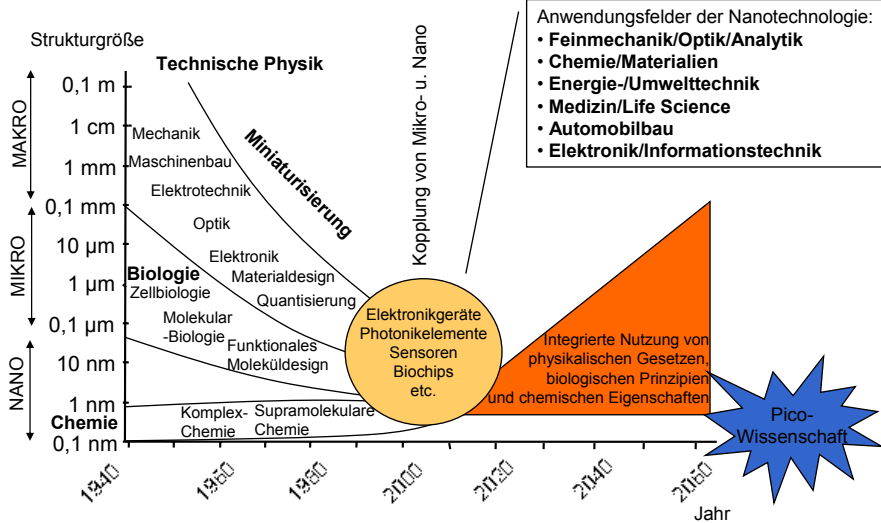 Strukturgröße
Technische Physik
Miniaturisierung
Kopplung von Mikro- u. Nano
Anwendungsfelder der Nanotechnologie:
• Feinmechanik/Optik/Analytik
• Chemie/Materialien
• Energie-/Umwelttechnik
• Medizin/Life Science
• Automobilbau
• Elektronik/Informationstechnik
MAKRO
MIKRO
NANO
0,1 m
1 cm
1 mm
0,1 mm
10 µm
1 µm
0,1 µm
10 nm
1 nm
0,1 nm
Mechanik
Maschinenbau
Elektrotechnik
Optik
Elektronik
Materialdesign
Quantisierung
Biologie
Zellbiologie
Molekular
-Biologie
Funktionales
Moleküldesign
Chemie
Komplex-
Chemie
Supramolekulare
Chemie
Elektronikgeräte
Photonikelemente
Sensoren
Biochips
etc.
Integrierte Nutzung von
physikalischen Gesetzen,
biologischen Prinzipien
und chemischen Eigenschaften
Pico-
Wissenschaft
1940
1960
1980
2000
2020
2040
2060
Jahr